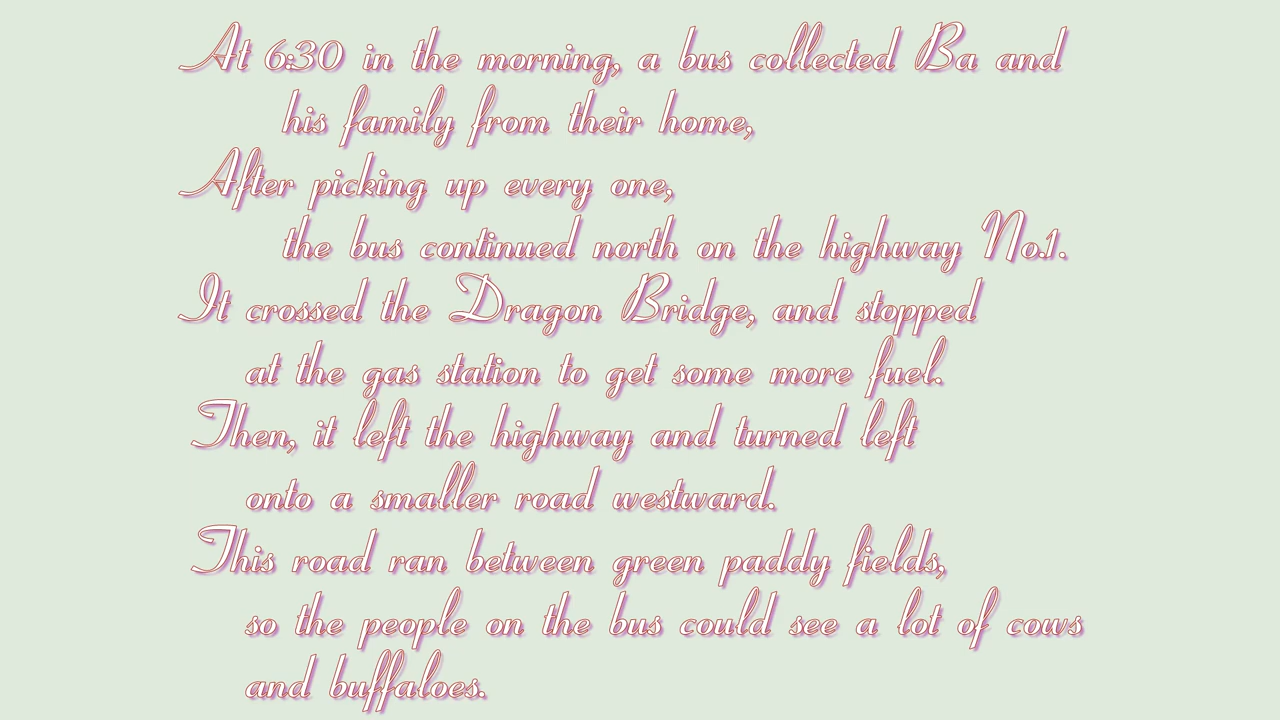 At 6:30 in the morning, a bus collected Ba and
his family from their home,
After picking up every one,
the bus continued north on the highway No.1.
It crossed the Dragon Bridge, and stopped
at the gas station to get some more fuel.
Then, it left the highway and turned left
onto a smaller road westward.
This road ran between green paddy fields,
so the people on the bus could see a lot of cows
and buffaloes.